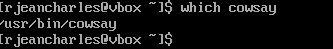 [rjeancharles@vbox ~]$ which cowsay
/usr/bin/cowsay
[rjeancharles@vbox ~]$